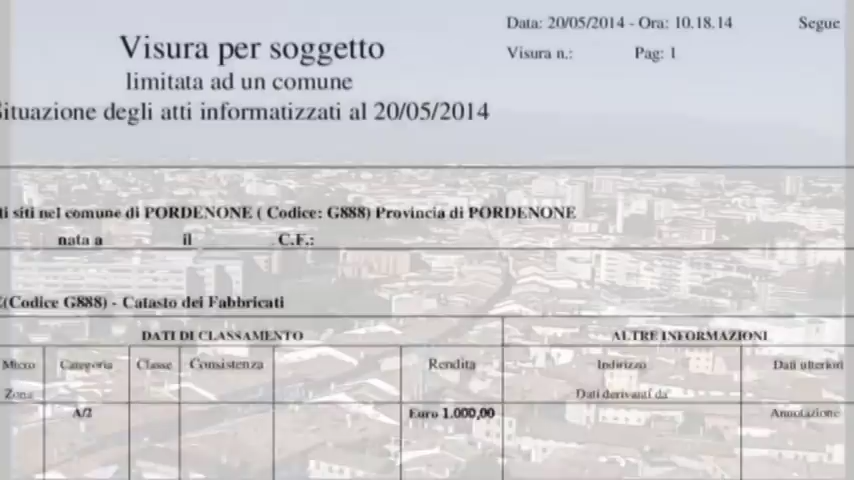 Data: 20/05/2014 - Ora: 10.18.14 Segue
Visura per soggetto
Visura n.: Pag: 1
limitata ad un comune
Situazione degli atti informatizzati al 20/05/2014
ti siti nel comune di PORDENONE ( Codice: G888) Provincia di PORDENONE
nata a il C.F.:
(Codice G888) - Catasto dei Fabbricati
DATI DI CLASSAMENTO ALTRE INFORMAZIONI
Micro Categoria Classe Consistenza Rendita Indirizzo Dati ulteriori
Zona Dati derivanti da
A/2 Euro 1.000,00 Annotazione